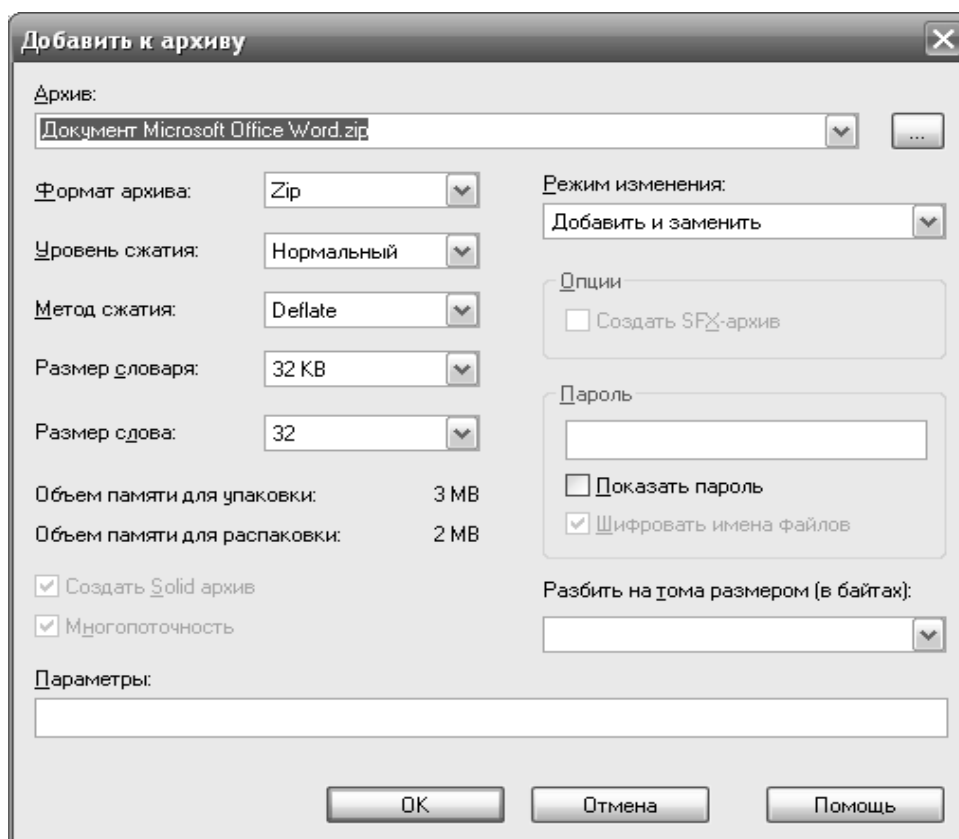 Добавить к архиву
Архив:
Документ Microsoft Office Word.zip
...
Формат архива:
Zip
Уровень сжатия:
Нормальный
Метод сжатия:
Deflate
Размер словаря:
32 KB
Размер слова:
32
Объем памяти для упаковки:
3 MB
Объем памяти для распаковки:
2 MB
Создать Solid архив
Многопоточность
Режим изменения:
Добавить и заменить
Опции
Создать SFX-архив
Пароль
Показать пароль
Шифровать имена файлов
Разбить на тома размером (в байтах):
Параметры:
OK
Отмена
Помощь